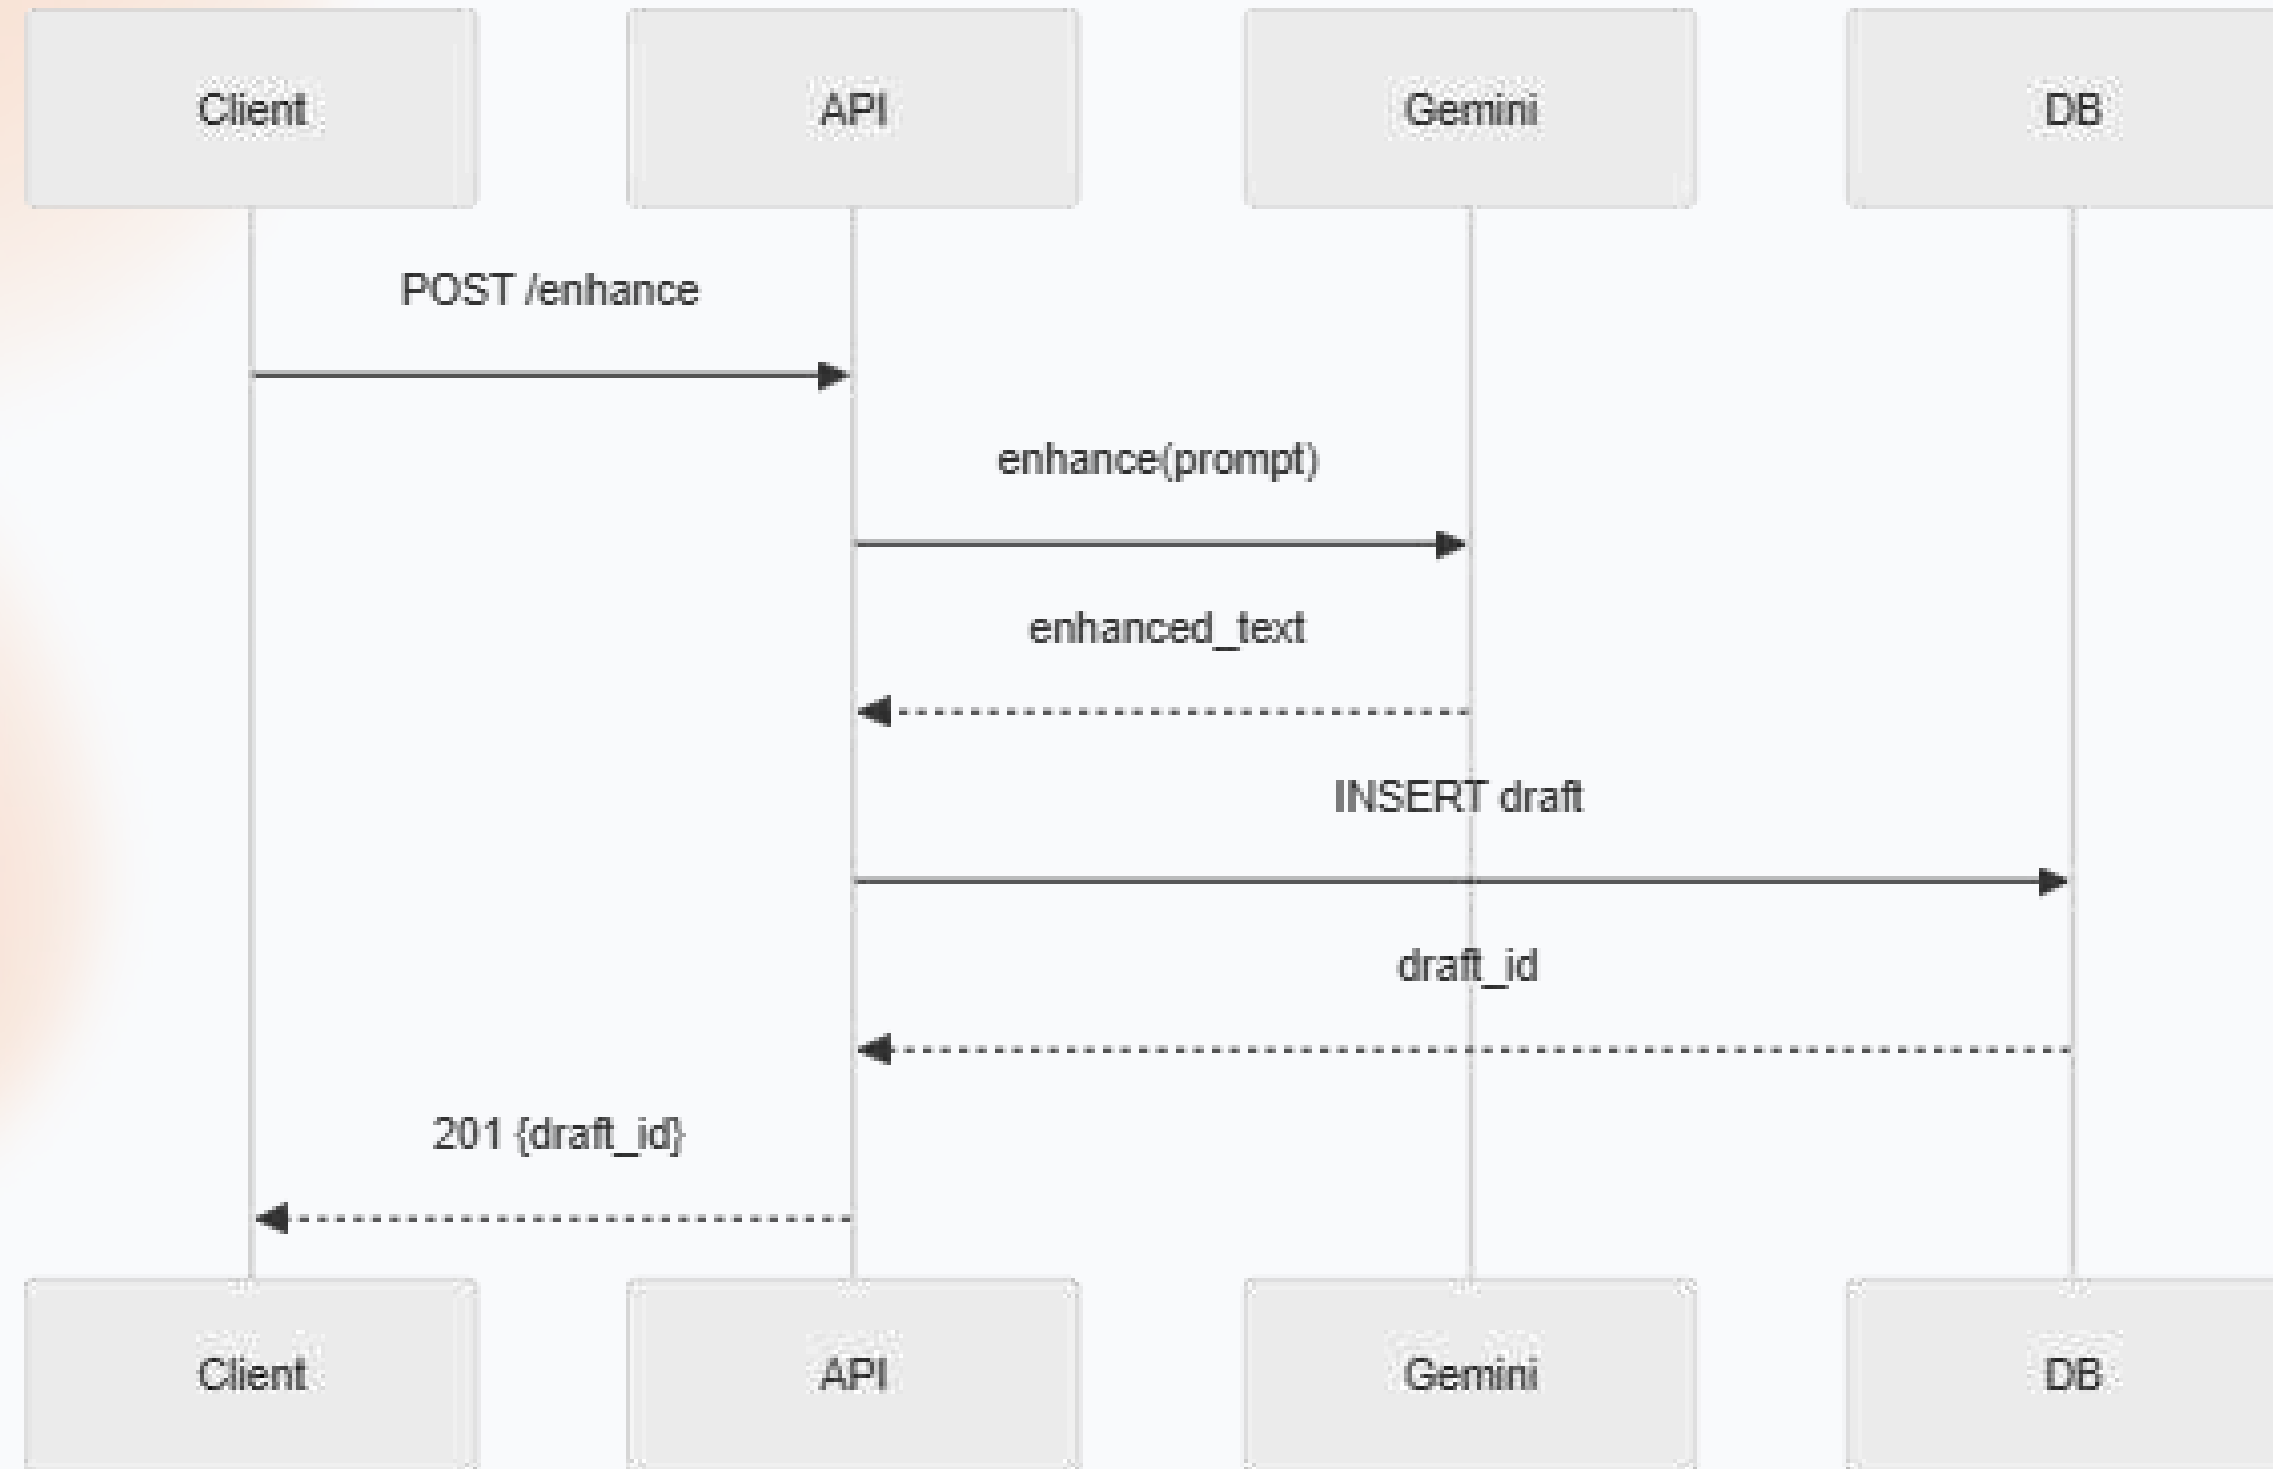 Client API Gemini DB
POST /enhance
enhance(prompt)
enhanced_text
INSERT draft
draft_id
201 {draft_id}
Client API Gemini DB